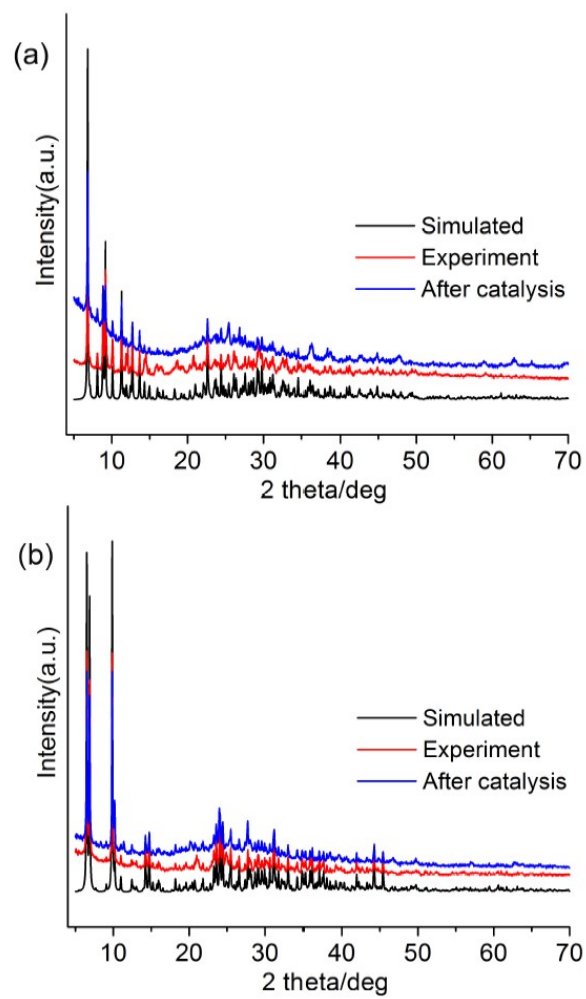 (a)
Intensity(a.u.)
Simulated
Experiment
After catalysis
10 20 30 40 50 60 70
2 theta/deg
(b)
Intensity(a.u.)
Simulated
Experiment
After catalysis
10 20 30 40 50 60 70
2 theta/deg